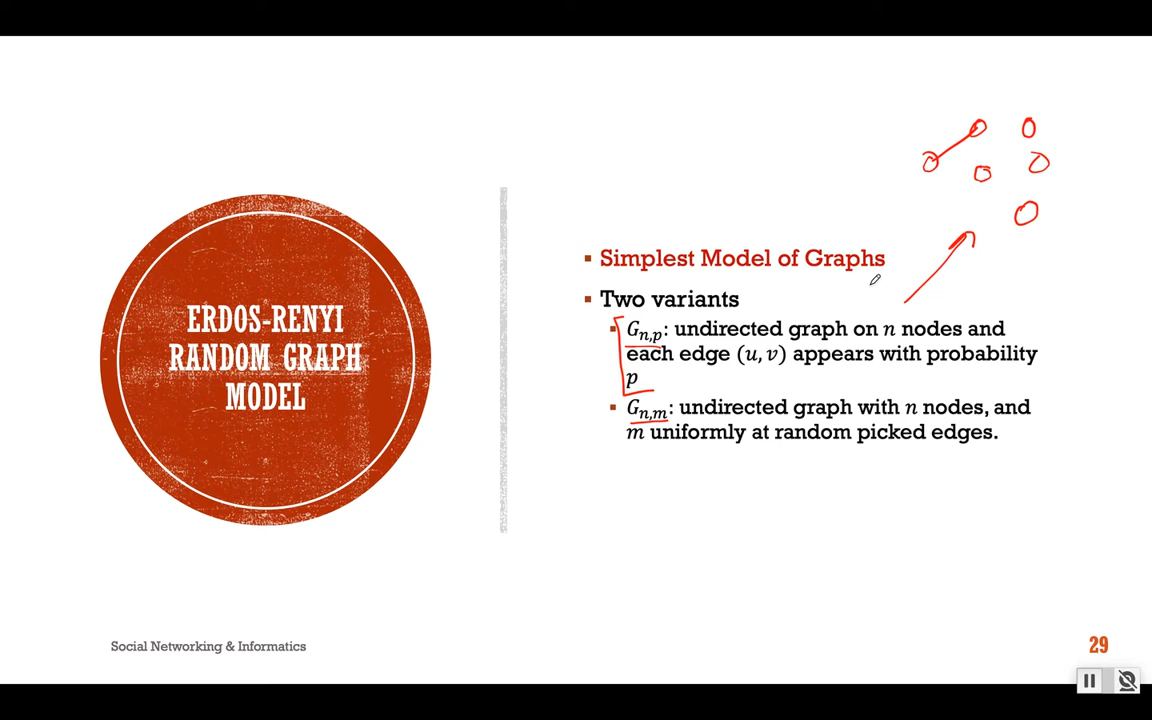 ERDOS-RENYI
RANDOM GRAPH
MODEL
▪ Simplest Model of Graphs
▪ Two variants
▪ Gₙ,ₚ: undirected graph on n nodes and
each edge (u, v) appears with probability
p
▪ Gₙ,ₘ: undirected graph with n nodes, and
m uniformly at random picked edges.
Social Networking & Informatics
29